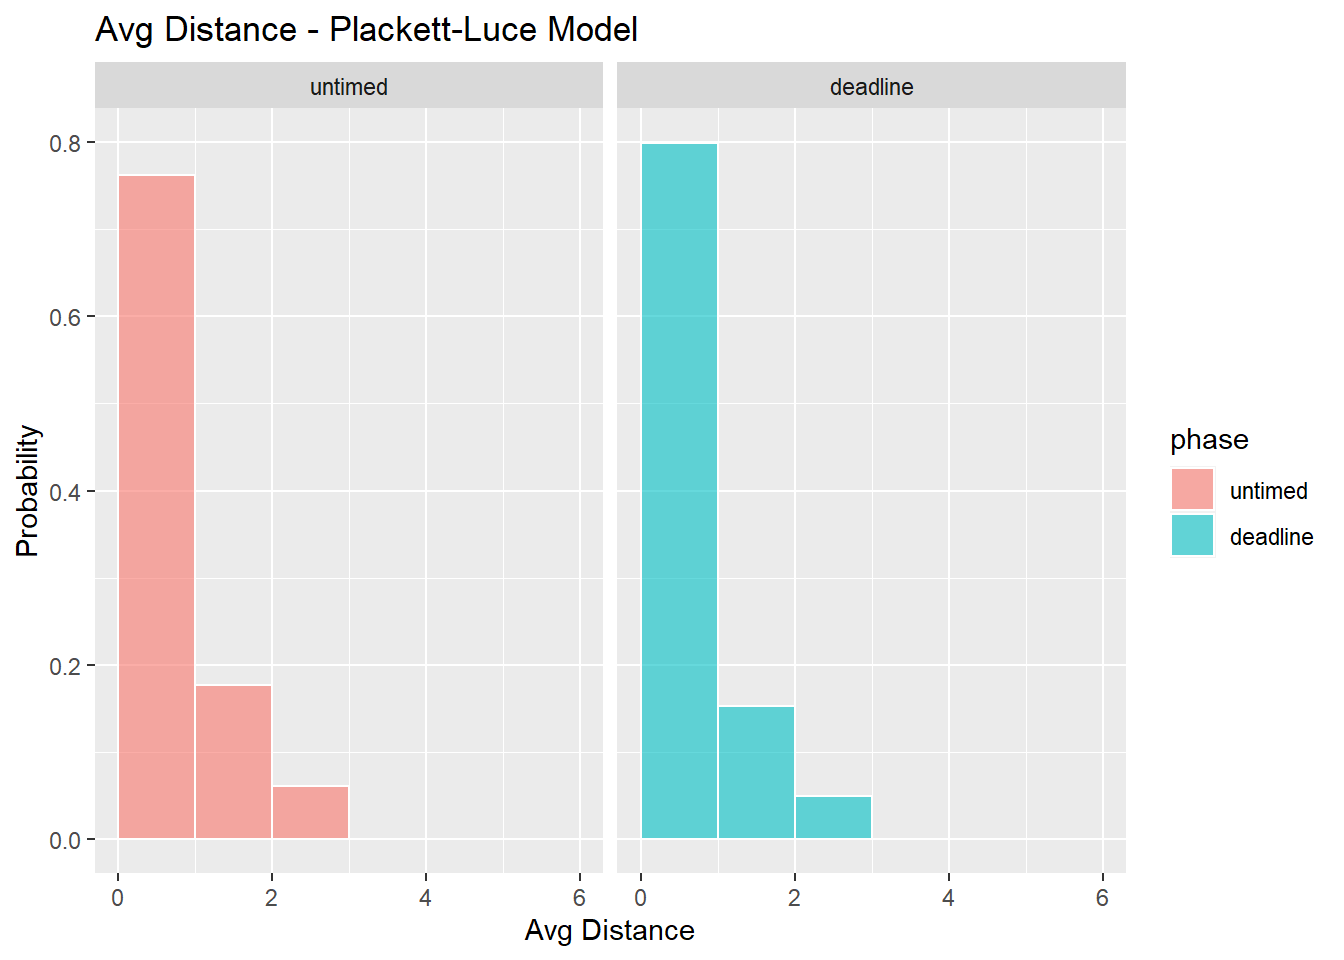 Avg Distance - Plackett-Luce Model
untimed
deadline
0.8
0.6
0.4
0.2
0.0
Probability
0 2 4 6
0 2 4 6
Avg Distance
phase
untimed
deadline